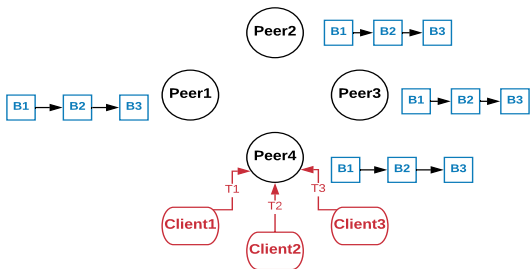 Peer2
B1 B2 B3
B1 B2 B3
Peer1
Peer3
B1 B2 B3
Peer4
B1 B2 B3
T1
T2
T3
Client1
Client2
Client3